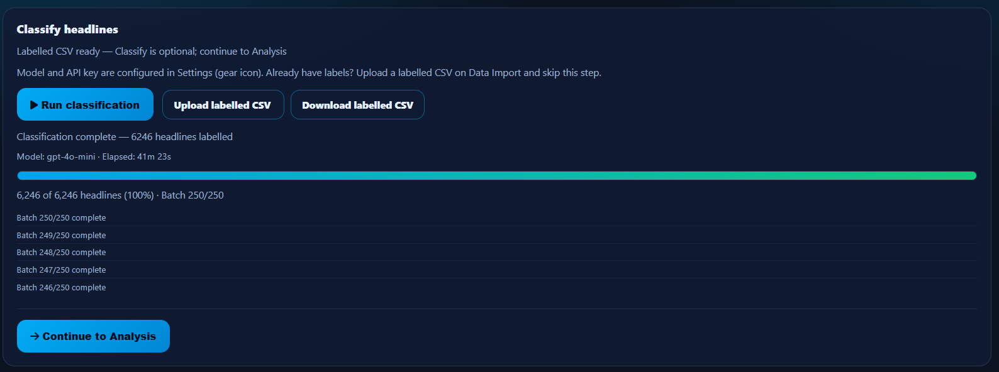 Classify headlines
Labelled CSV ready — Classify is optional; continue to Analysis
Model and API key are configured in Settings (gear icon). Already have labels? Upload a labelled CSV on Data Import and skip this step.
Run classification
Upload labelled CSV
Download labelled CSV
Classification complete — 6246 headlines labelled
Model: gpt-4o-mini · Elapsed: 41m 23s
6,246 of 6,246 headlines (100%) · Batch 250/250
Batch 250/250 complete
Batch 249/250 complete
Batch 248/250 complete
Batch 247/250 complete
Batch 246/250 complete
→ Continue to Analysis